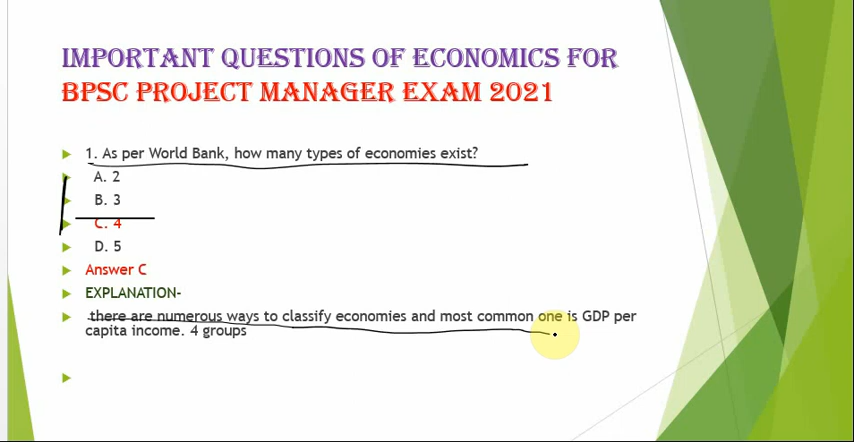 IMPORTANT QUESTIONS OF ECONOMICS FOR
BPSC PROJECT MANAGER EXAM 2021
1. As per World Bank, how many types of economies exist?
A. 2
B. 3
C. 4
D. 5
Answer C
EXPLANATION-
there are numerous ways to classify economies and most common one is GDP per
capita income. 4 groups